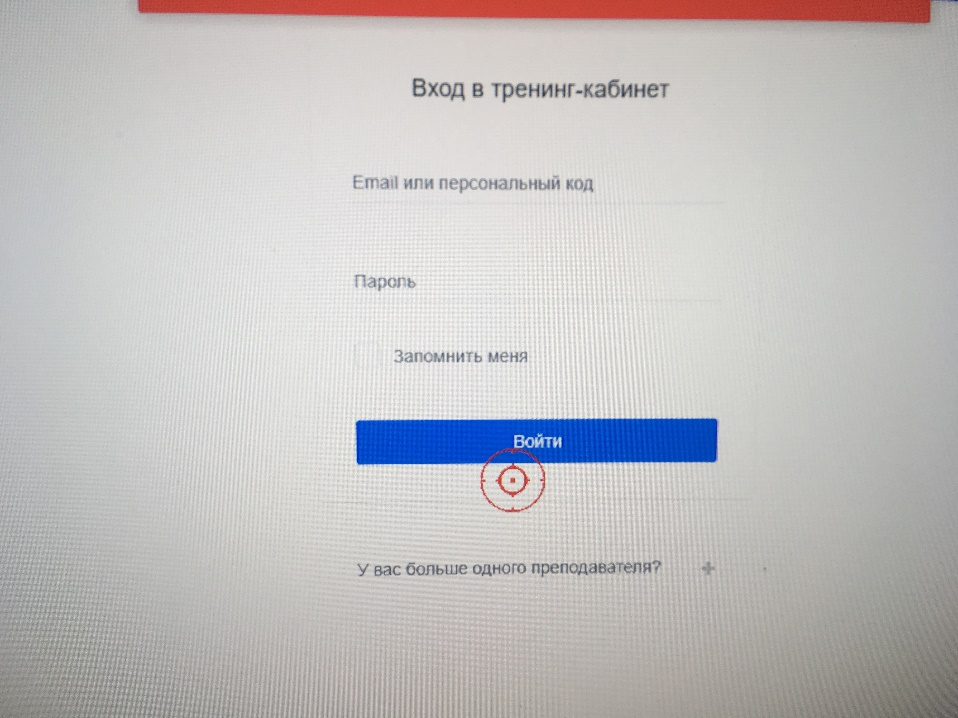 Вход в тренинг-кабинет
Email или персональный код
Пароль
Запомнить меня
Войти
У вас больше одного преподавателя? +